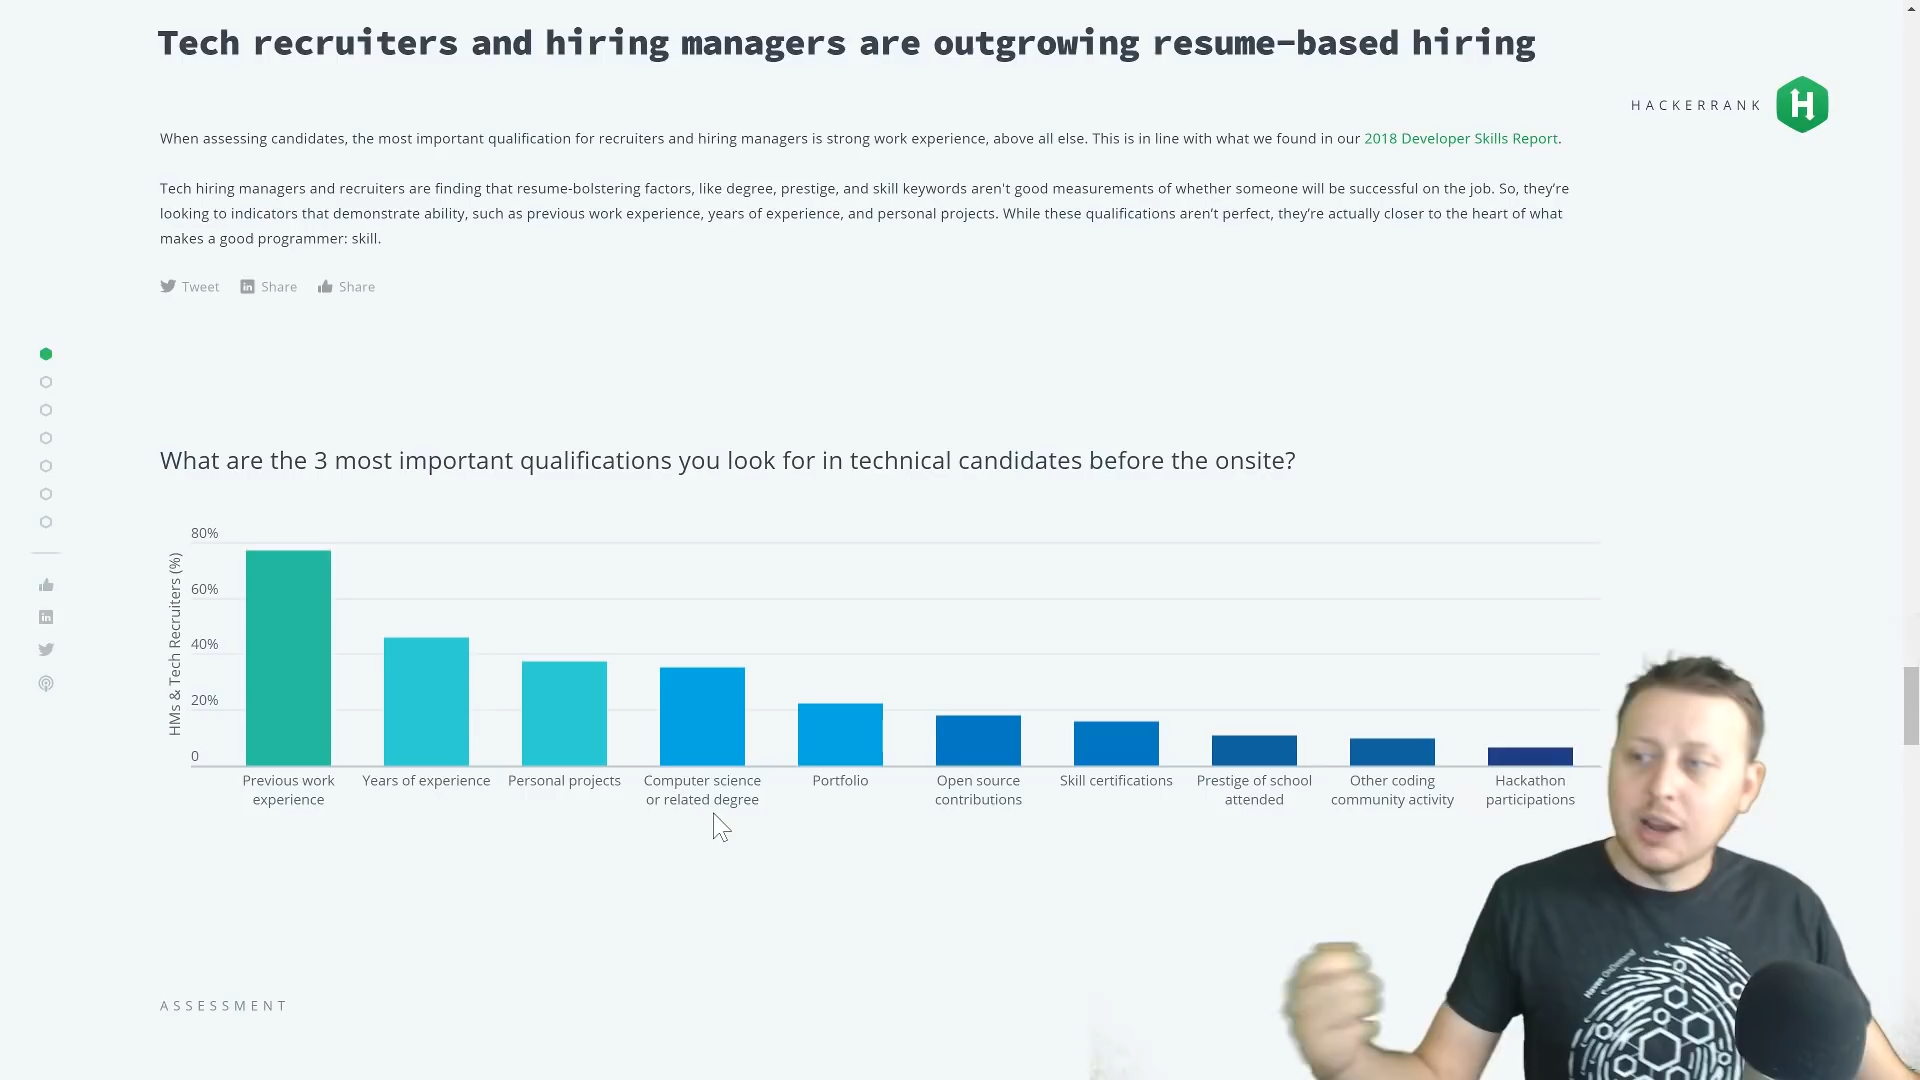 Tech recruiters and hiring managers are outgrowing resume-based hiring
HACKERRANK
When assessing candidates, the most important qualification for recruiters and hiring managers is strong work experience, above all else. This is in line with what we found in our 2018 Developer Skills Report.
Tech hiring managers and recruiters are finding that resume-bolstering factors, like degree, prestige, and skill keywords aren't good measurements of whether someone will be successful on the job. So, they’re
looking to indicators that demonstrate ability, such as previous work experience, years of experience, and personal projects. While these qualifications aren’t perfect, they’re actually closer to the heart of what
makes a good programmer: skill.
Tweet Share Share
What are the 3 most important qualifications you look for in technical candidates before the onsite?
HMs & Tech Recruiters (%)
80%
60%
40%
20%
0
Previous work
experience
Years of experience
Personal projects
Computer science
or related degree
Portfolio
Open source
contributions
Skill certifications
Prestige of school
attended
Other coding
community activity
Hackathon
participations
ASSESSMENT
Haven OnDemand